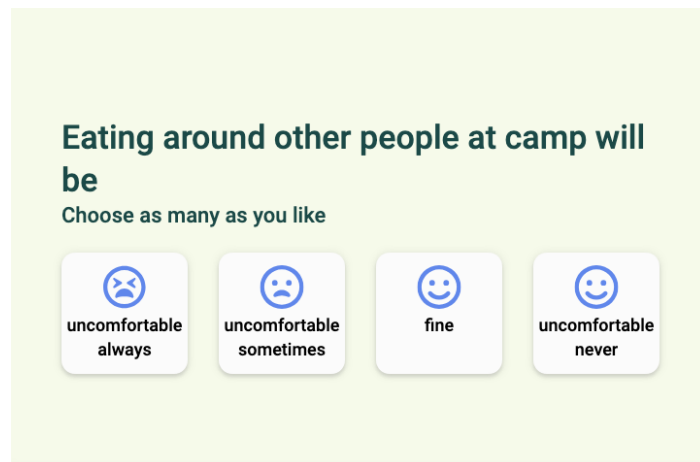 Eating around other people at camp will
be
Choose as many as you like
uncomfortable
always
uncomfortable
sometimes
fine
uncomfortable
never